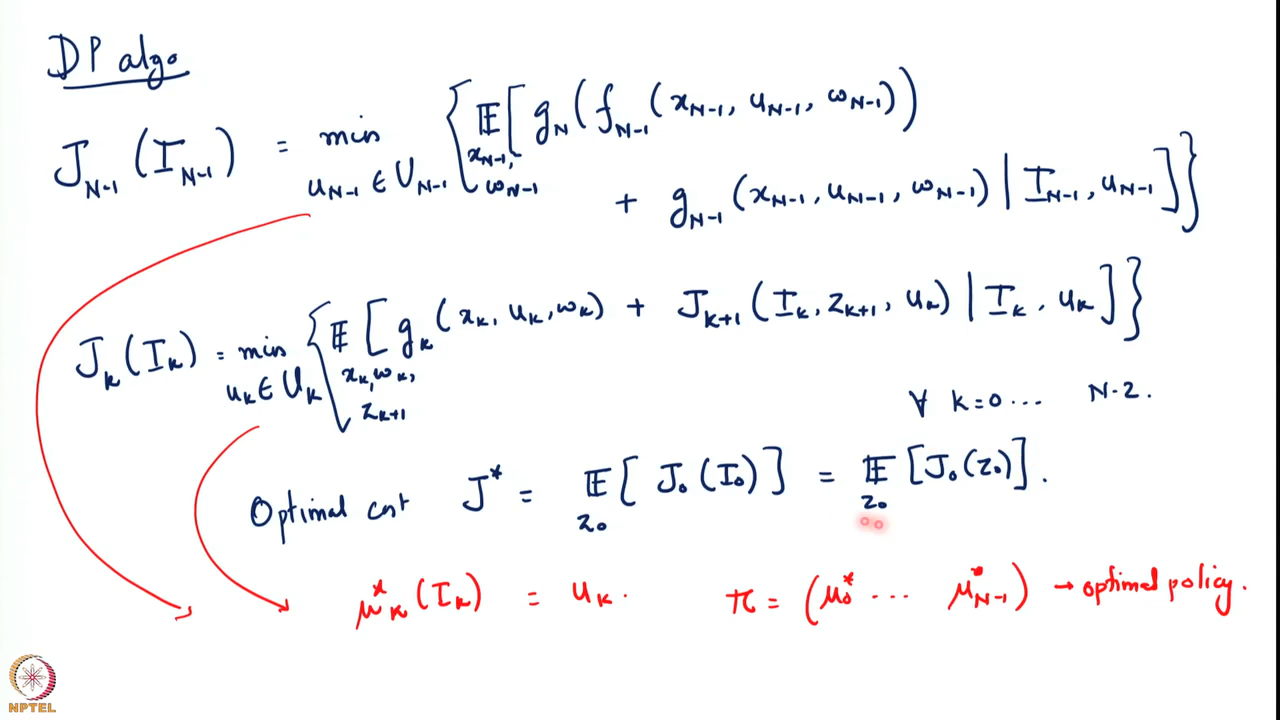 DP algo
J_{N-1}(I_{N-1}) = min_{u_{N-1} ∈ U_{N-1}} { 𝔼_{x_{N-1}, ω_{N-1}} [ g_N ( f_{N-1} ( x_{N-1}, u_{N-1}, ω_{N-1} ) )
+ g_{N-1} ( x_{N-1}, u_{N-1}, ω_{N-1} ) | I_{N-1}, u_{N-1} ] }
J_k(I_k) = min_{u_k ∈ U_k} { 𝔼_{x_k, ω_k, z_{k+1}} [ g_k ( x_k, u_k, ω_k ) + J_{k+1} ( I_k, z_{k+1}, u_k ) | I_k, u_k ] }
∀ k=0 ... N-2.
Optimal cost J^* = 𝔼_{z_0} [ J_0 (I_0) ] = 𝔼_{z_0} [ J_0 (z_0) ].
μ_k^* (I_k) = u_k. π = ( μ_0^* ... μ_{N-1}^* ) → optimal policy.
NPTEL